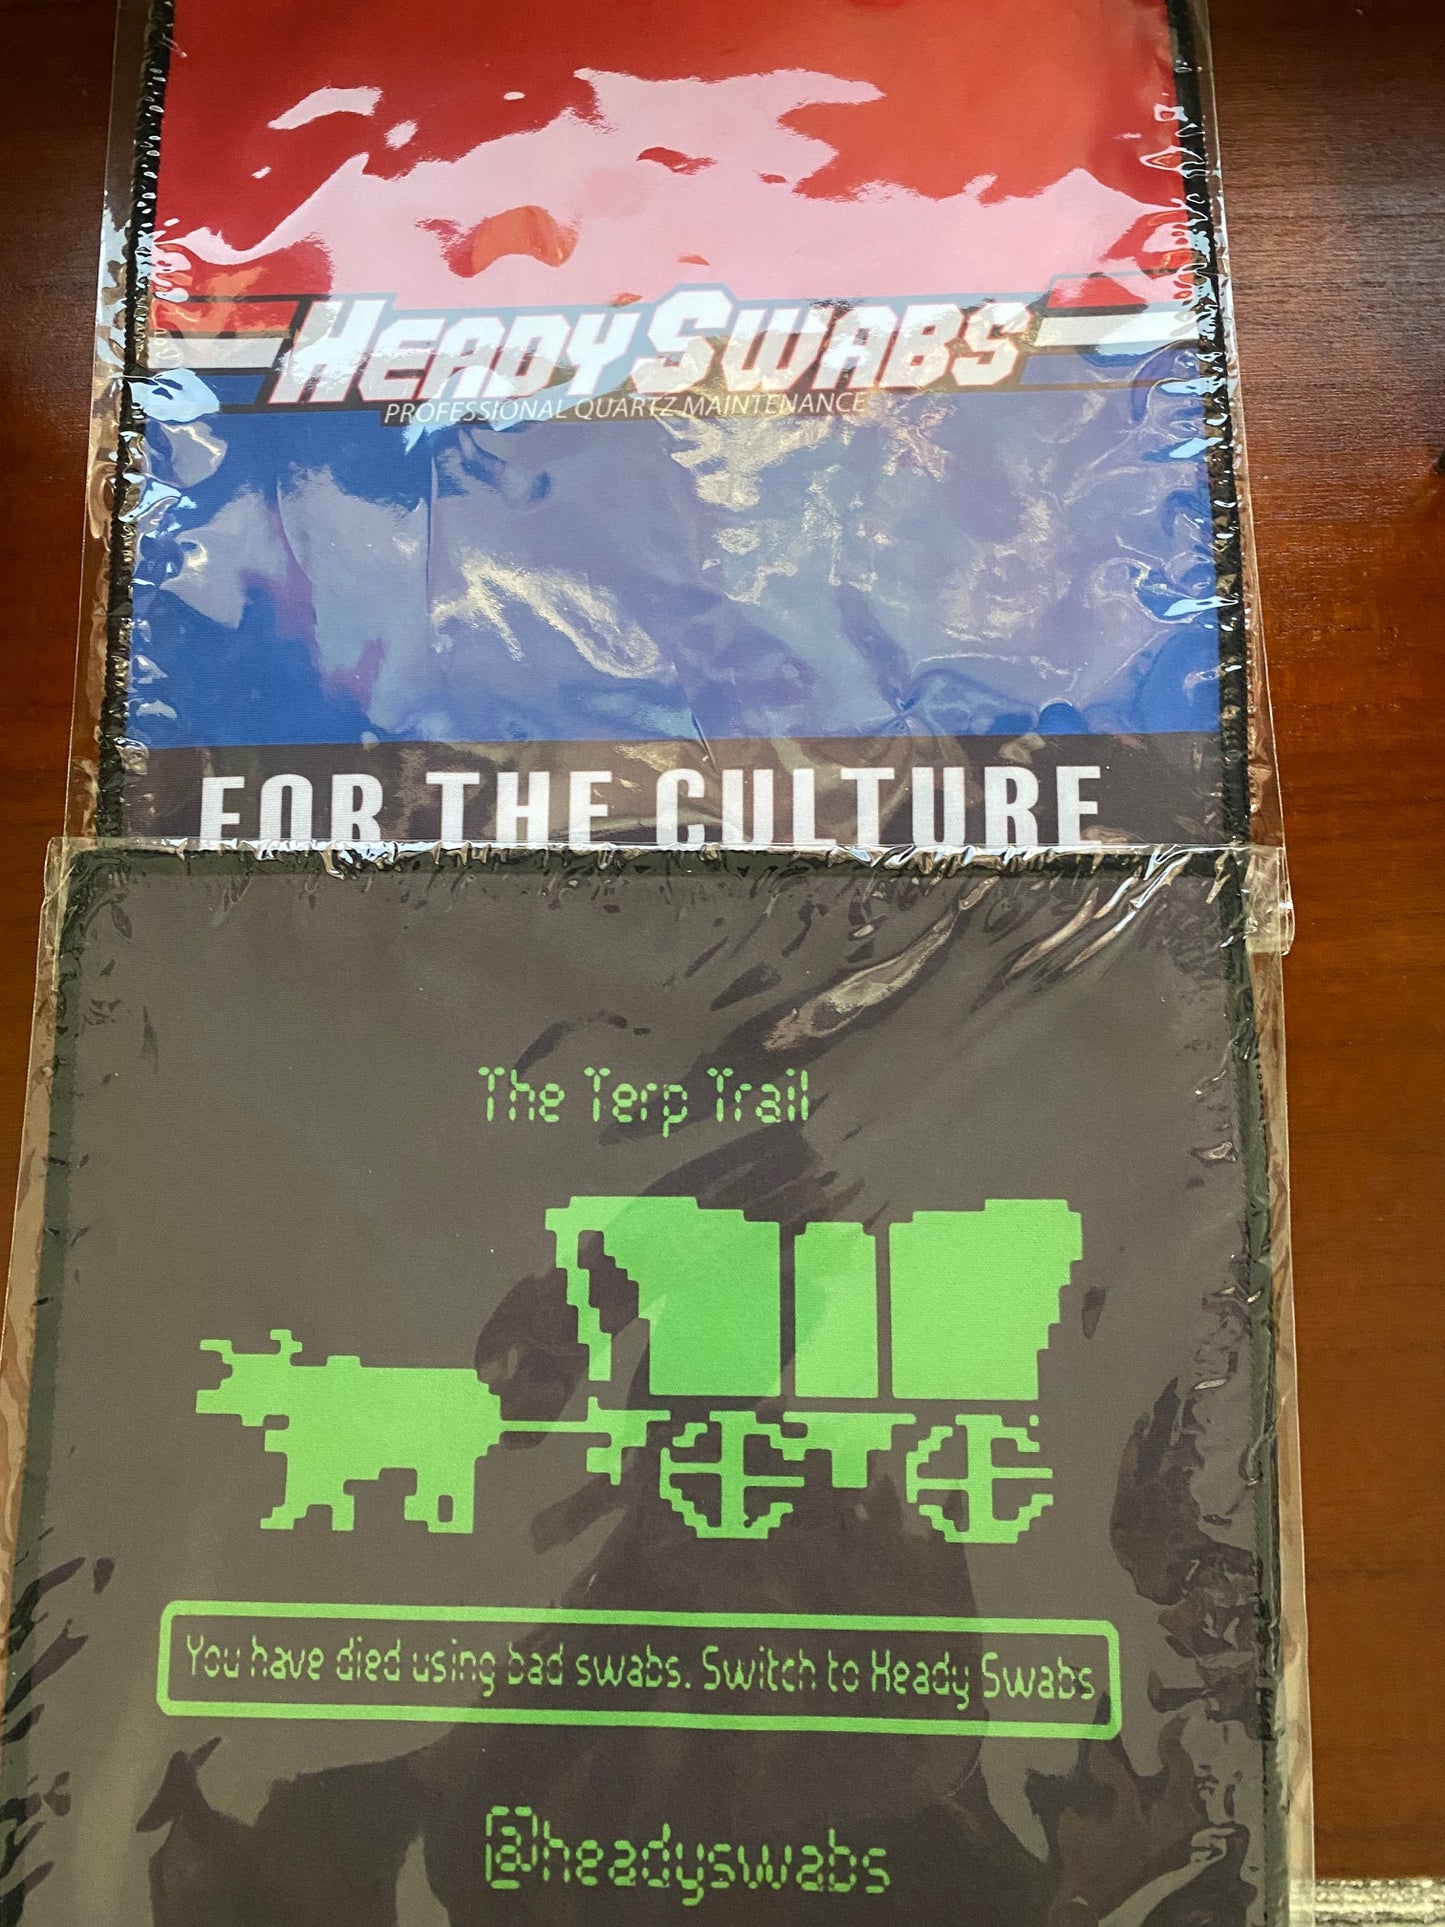 HEADYSWABS
PROFESSIONAL QUARTZ MAINTENANCE
FOR THE CULTURE
The Terp Trail
You have died using bad swabs. Switch to Heady Swabs
@headyswabs